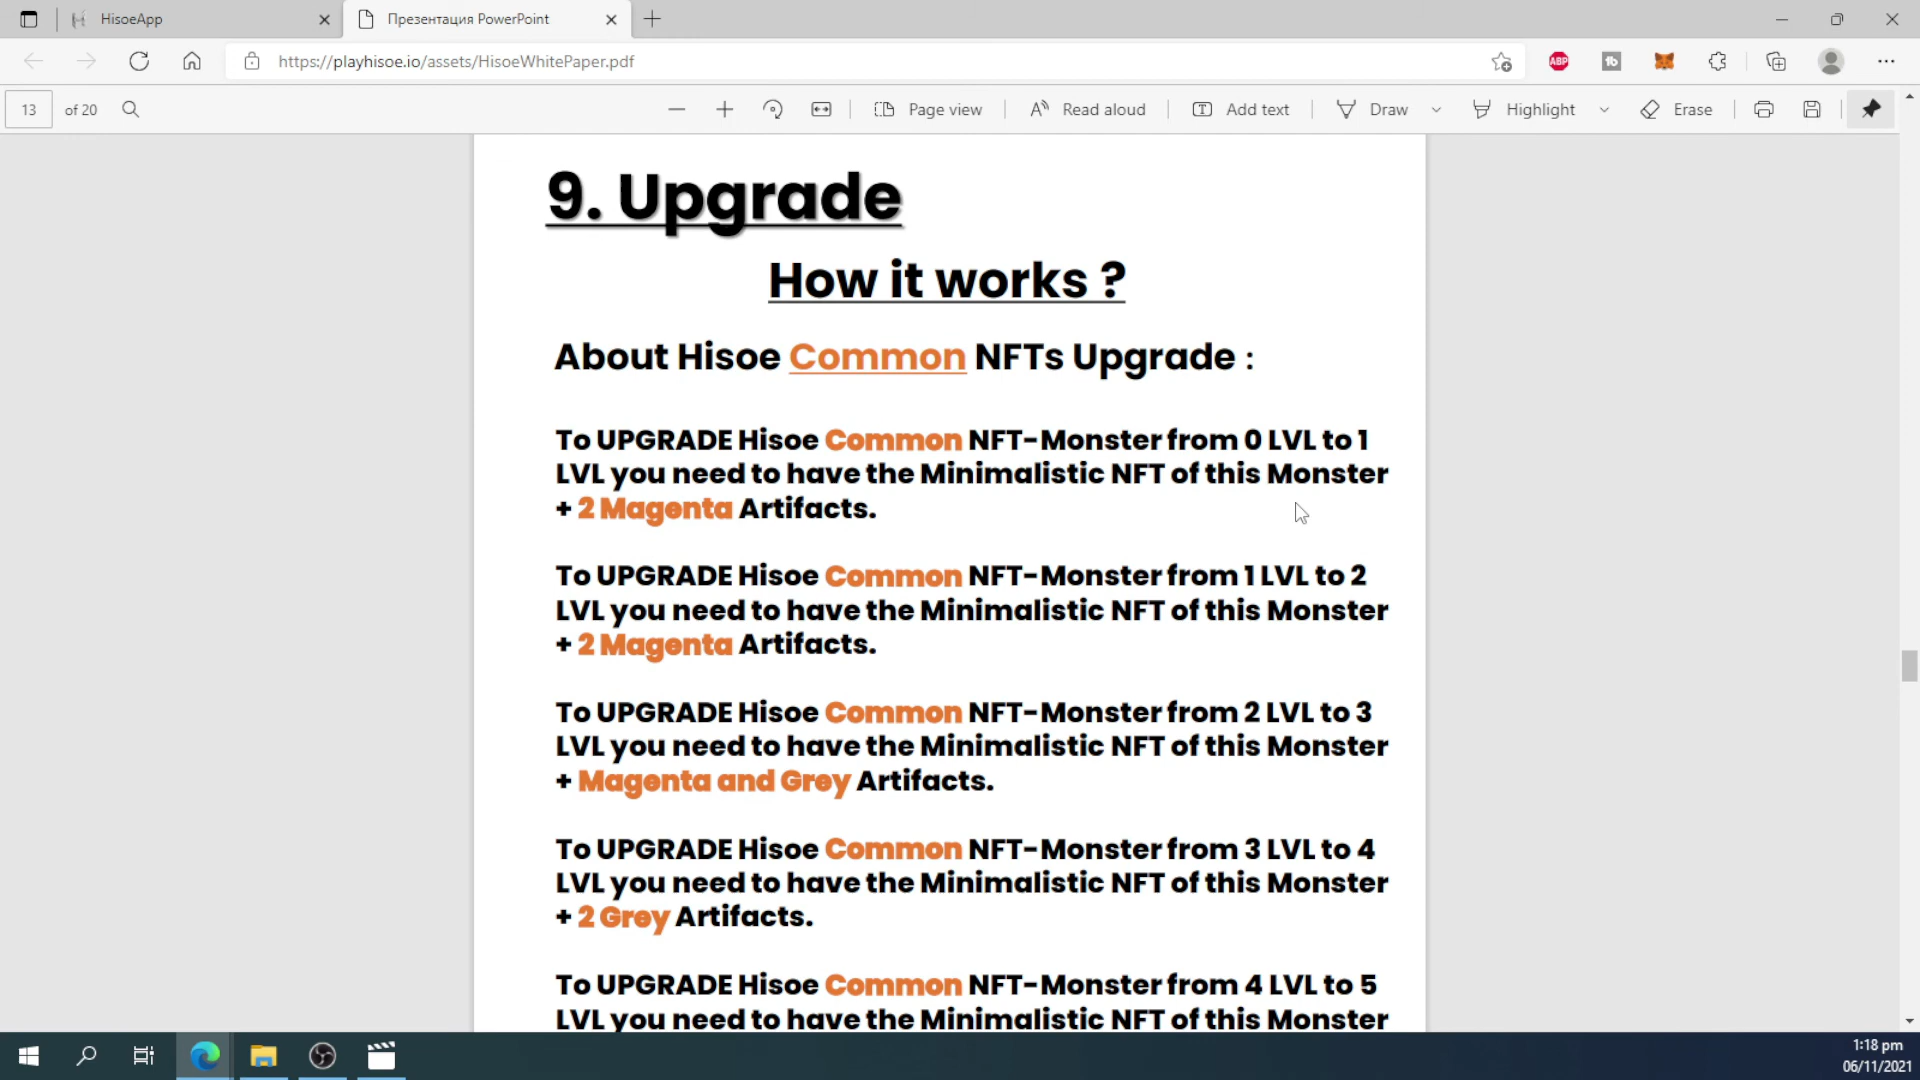 HisoeApp
Презентация PowerPoint
https://playhisoe.io/assets/HisoeWhitePaper.pdf
ABP
13 of 20
Page view
Read aloud
Add text
Draw
Highlight
Erase
9. Upgrade
How it works ?
About Hisoe Common NFTs Upgrade :
To UPGRADE Hisoe Common NFT-Monster from 0 LVL to 1
LVL you need to have the Minimalistic NFT of this Monster
+ 2 Magenta Artifacts.
To UPGRADE Hisoe Common NFT-Monster from 1 LVL to 2
LVL you need to have the Minimalistic NFT of this Monster
+ 2 Magenta Artifacts.
To UPGRADE Hisoe Common NFT-Monster from 2 LVL to 3
LVL you need to have the Minimalistic NFT of this Monster
+ Magenta and Grey Artifacts.
To UPGRADE Hisoe Common NFT-Monster from 3 LVL to 4
LVL you need to have the Minimalistic NFT of this Monster
+ 2 Grey Artifacts.
To UPGRADE Hisoe Common NFT-Monster from 4 LVL to 5
LVL you need to have the Minimalistic NFT of this Monster
1:18 pm
06/11/2021